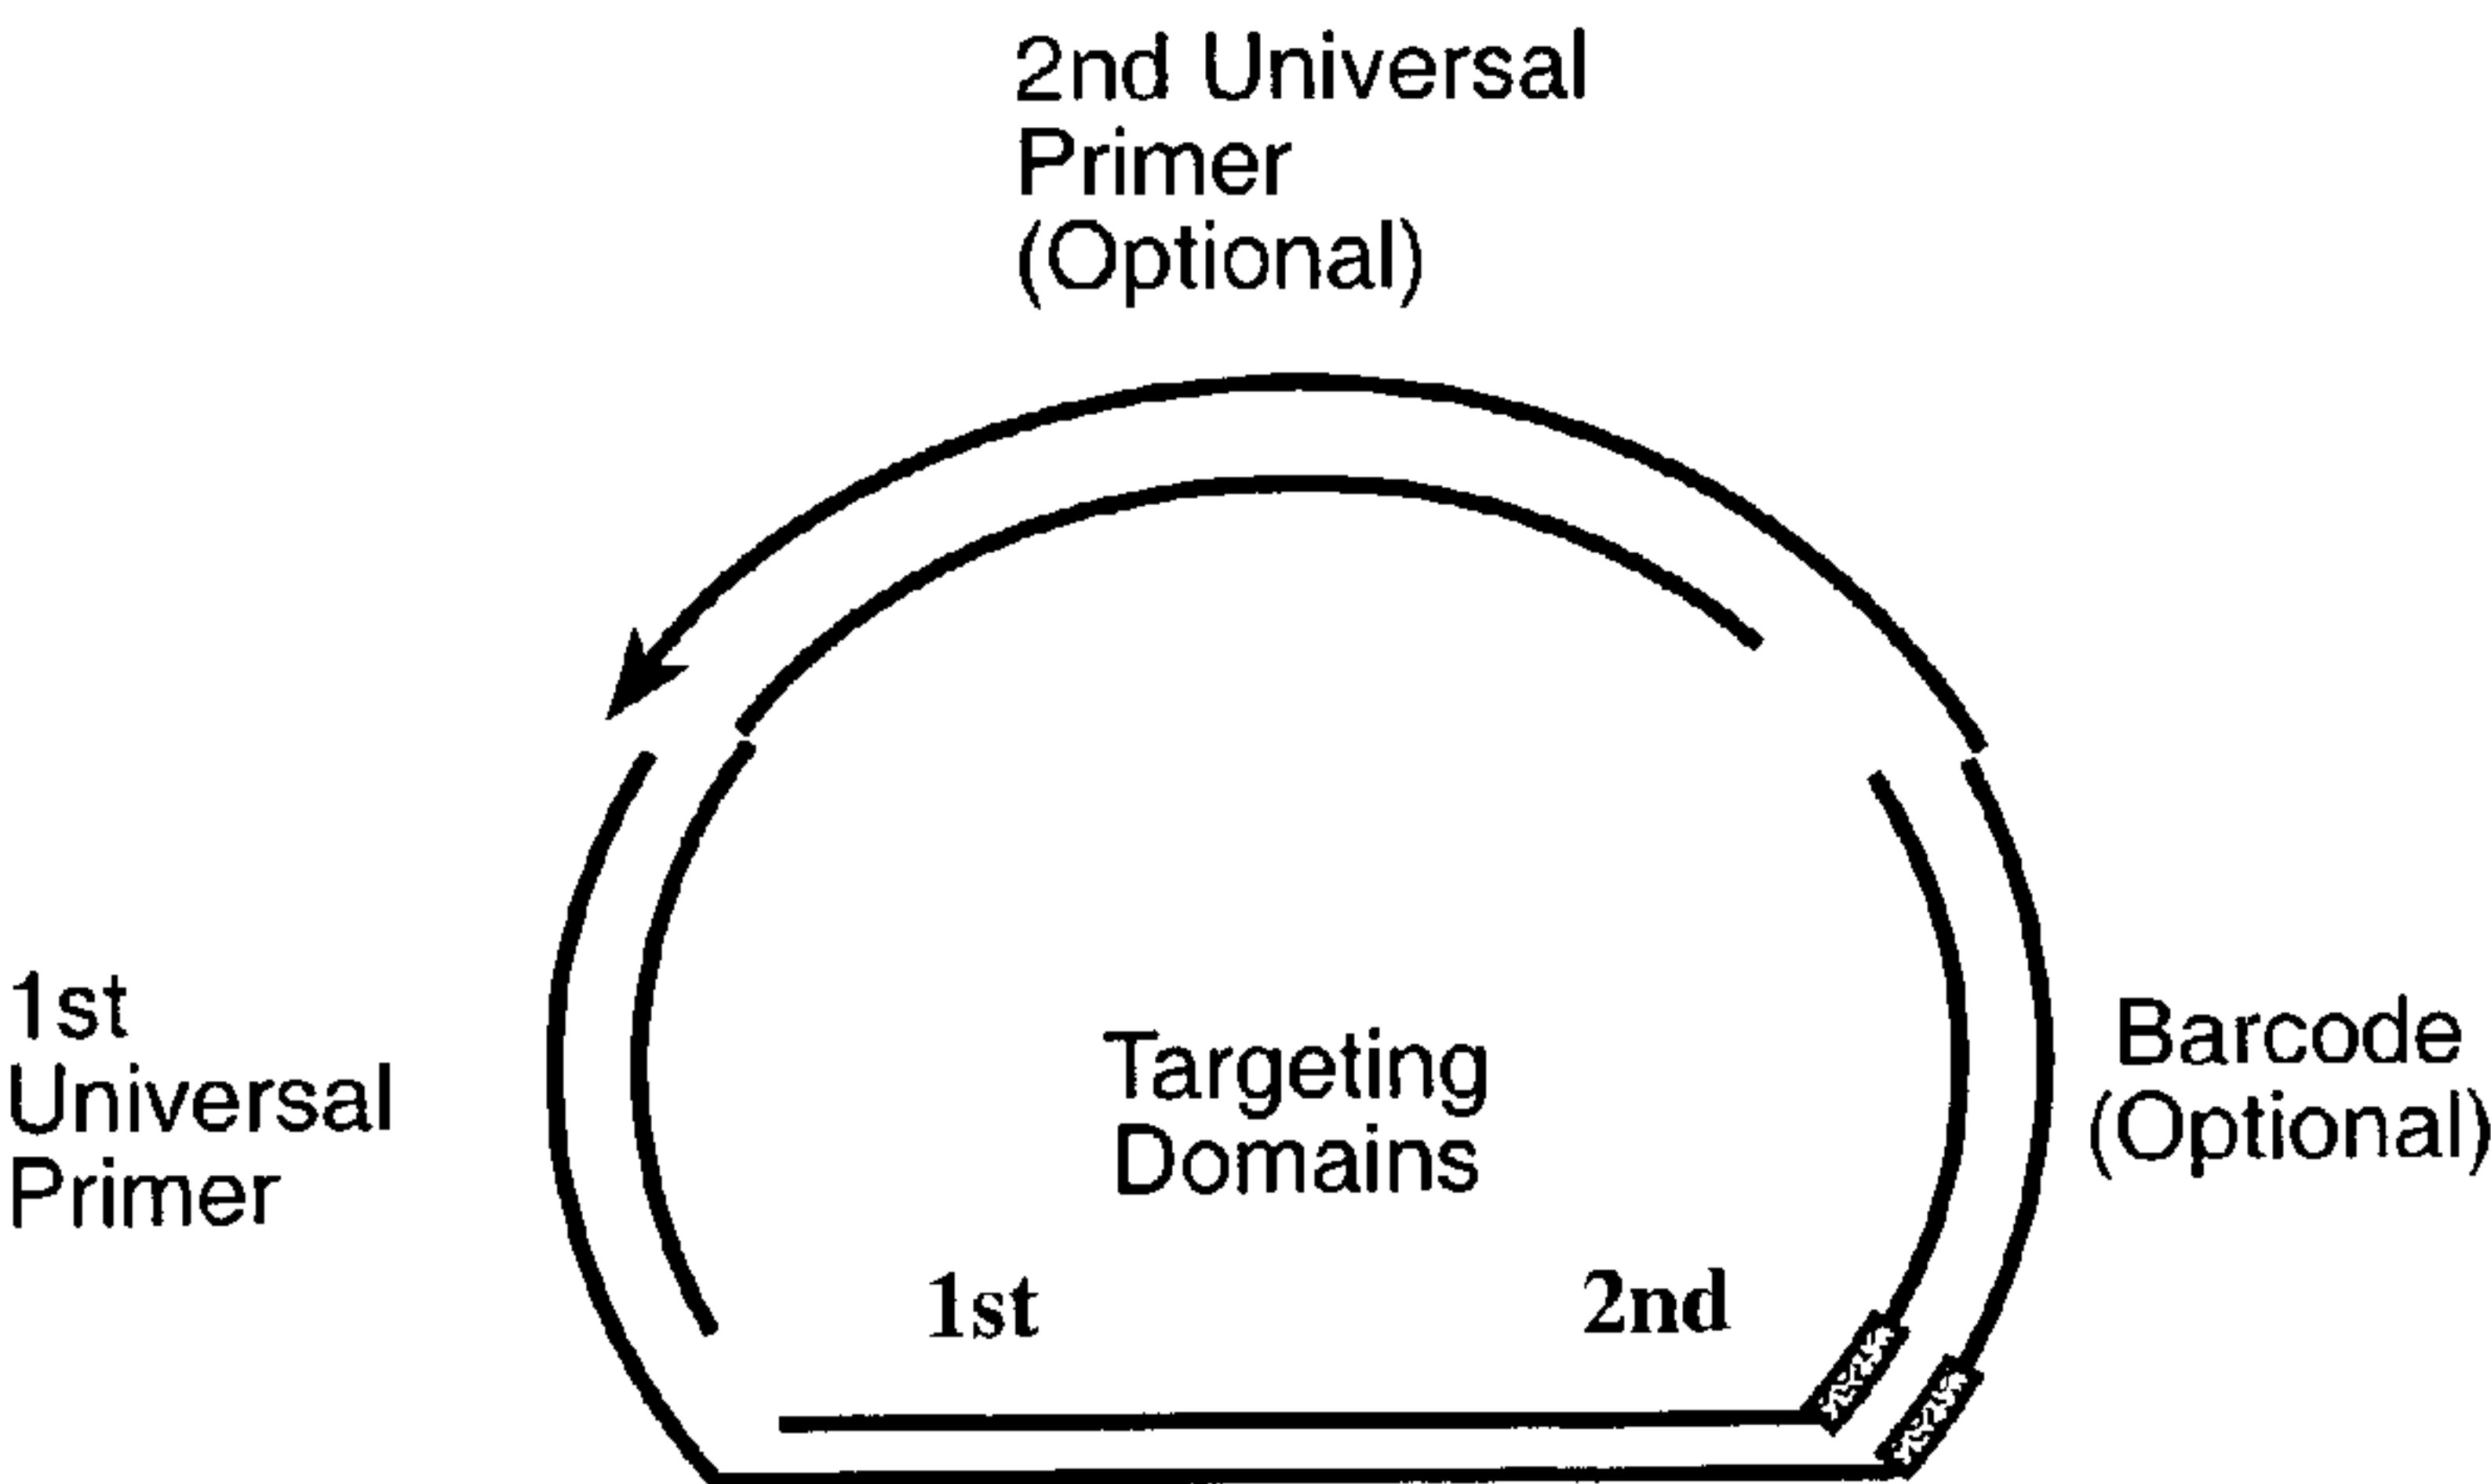 2nd Universal
Primer
(Optional)
1st
Universal
Primer
Targeting
Domains
Barcode
(Optional)
1st
2nd